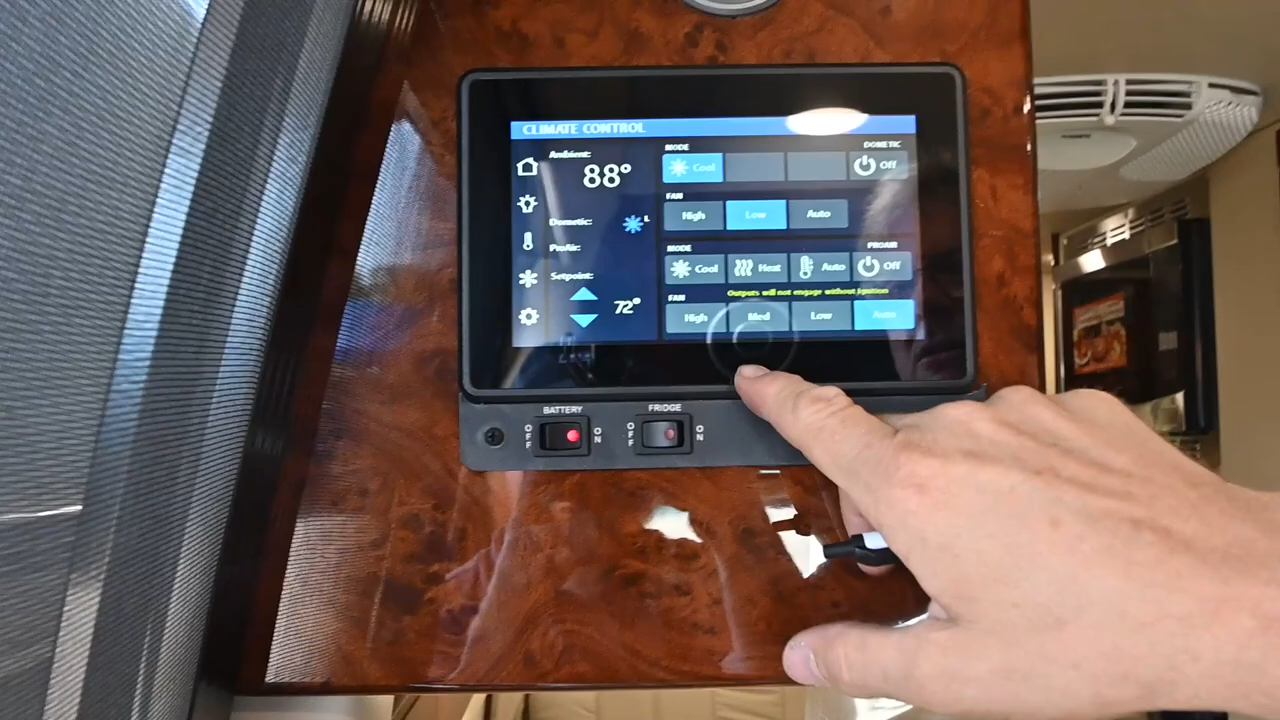 CLIMATE CONTROL
Ambient:
88°
Dometic:
L
ProAir:
Setpoint:
72°
MODE
DOMETIC
Cool
Off
FAN
High
Low
Auto
MODE
PROAIR
Cool
Heat
Auto
Off
Outputs will not engage without Ignition
FAN
High
Med
Low
Auto
BATTERY
OFF
ON
FRIDGE
OFF
ON